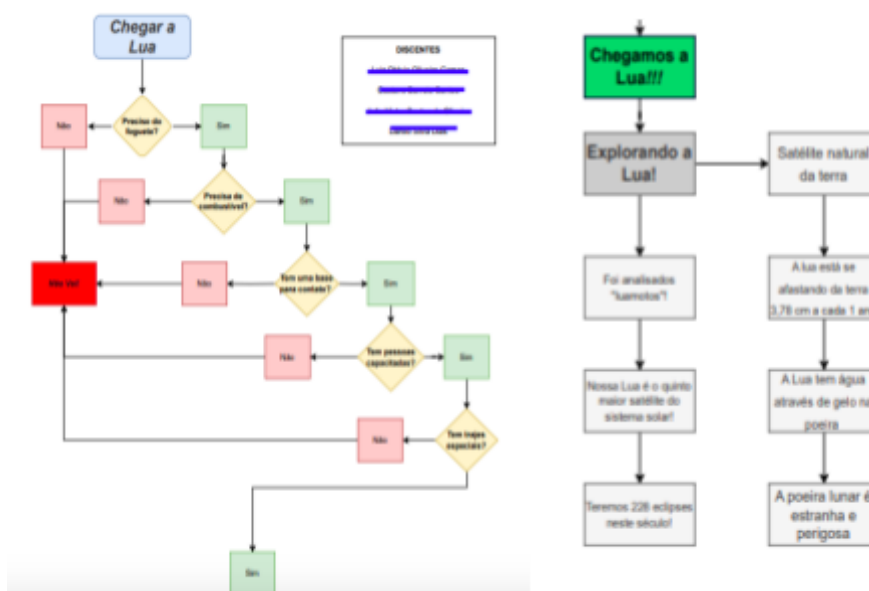 Chegar a
Lua
DISCENTES
Não
Precisa de
foguete?
Sim
Não
Precisa de
combustível?
Sim
Não
Tem uma base
para contato?
Sim
Não
Tem pessoas
capacitadas?
Sim
Não
Tem trajes
especiais?
Sim
Chegamos a
Lua!!!
Explorando a
Lua!
Satélite natural
da terra
Foi analisados
"luamotos"!
A lua está se
afastando da terra
3,78 cm a cada 1 an
Nossa Lua é o quinto
maior satélite do
sistema solar!
A Lua tem água
através de gelo na
poeira
Teremos 228 eclipses
neste século!
A poeira lunar é
estranha e
perigosa